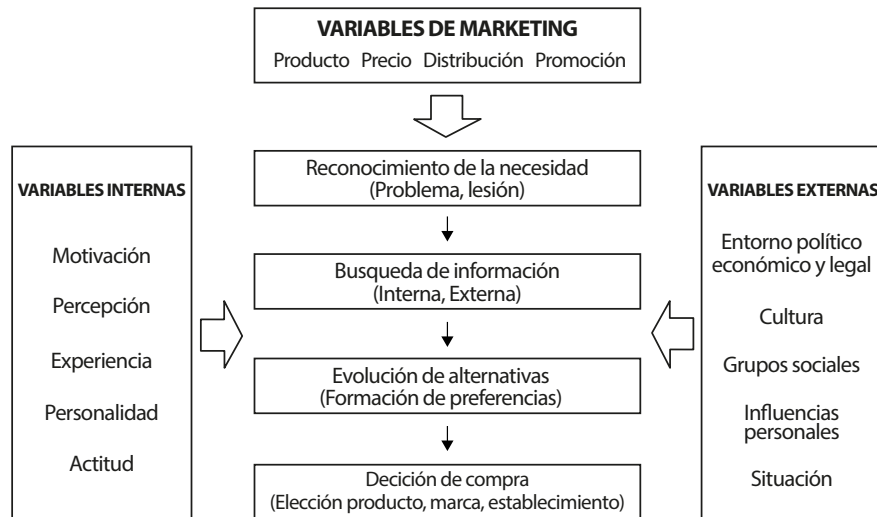 VARIABLES DE MARKETING
Producto Precio Distribución Promoción
VARIABLES INTERNAS
Motivación
Percepción
Experiencia
Personalidad
Actitud
Reconocimiento de la necesidad
(Problema, lesión)
Busqueda de información
(Interna, Externa)
Evolución de alternativas
(Formación de preferencias)
Decición de compra
(Elección producto, marca, establecimiento)
VARIABLES EXTERNAS
Entorno político
económico y legal
Cultura
Grupos sociales
Influencias
personales
Situación